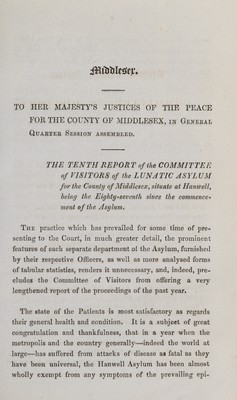 Middlesex.
TO HER MAJESTY'S JUSTICES OF THE PEACE
FOR THE COUNTY OF MIDDLESEX, IN GENERAL
QUARTER SESSION ASSEMBLED.
THE TENTH REPORT of the COMMITTEE
of VISITORS of the LUNATIC ASYLUM
for the County of Middlesex, situate at Hanwell,
being the Eighty-seventh since the commence-
ment of the Asylum.
THE practice which has prevailed for some time of pre-
senting to the Court, in much greater detail, the prominent
features of each separate department of the Asylum, furnished
by their respective Officers, as well as more analysed forms
of tabular statistics, renders it unnecessary, and, indeed, pre-
cludes the Committee of Visitors from offering a very
lengthened report of the proceedings of the past year.
The state of the Patients is most satisfactory as regards
their general health and condition. It is a subject of great
congratulation and thankfulness, that in a year when the
metropolis and the country generally—indeed the world at
large—has suffered from attacks of disease as fatal as they
have been universal, the Hanwell Asylum has been almost
wholly exempt from any symptoms of the prevailing epi-